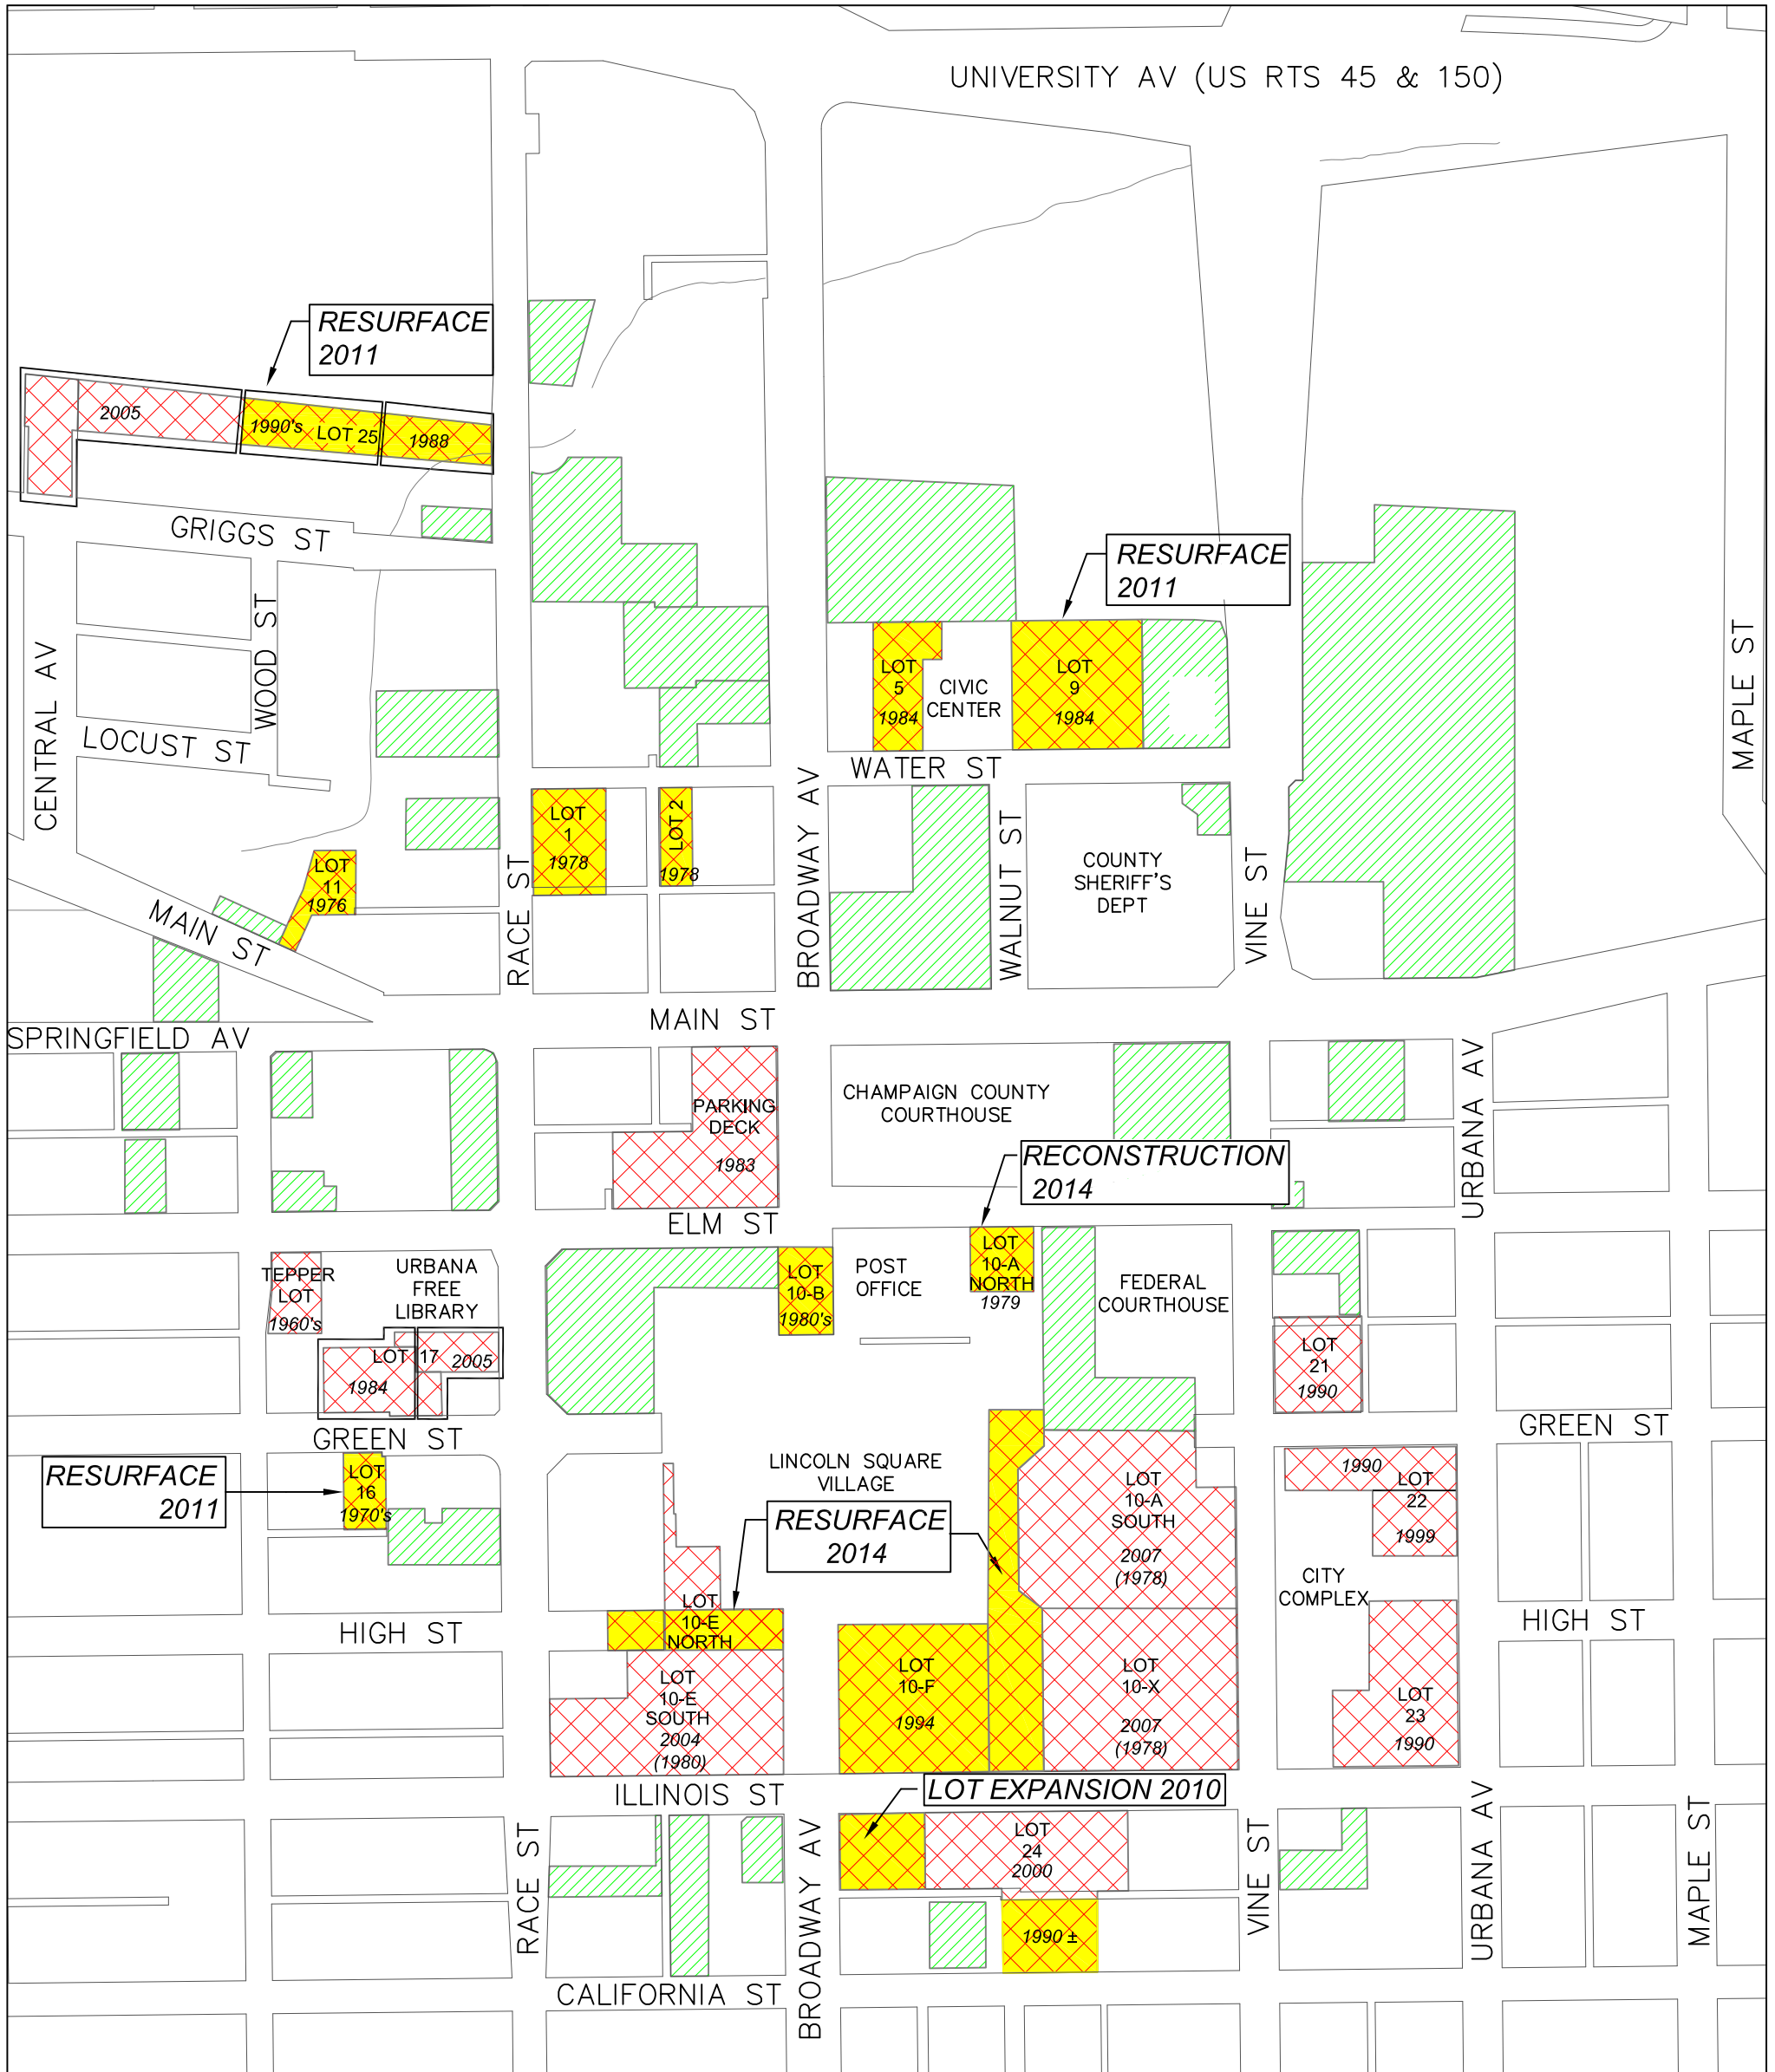 UNIVERSITY AV (US RTS 45 & 150)
RESURFACE
2011
2005
1990's
LOT 25
1988
GRIGGS ST
RESURFACE
2011
CENTRAL AV
WOOD ST
LOCUST ST
LOT
5
1984
CIVIC
CENTER
LOT
9
1984
MAPLE ST
WATER ST
LOT
1
1978
LOT 2
1978
BROADWAY AV
WALNUT ST
COUNTY
SHERIFF'S
DEPT
VINE ST
LOT
11
1976
MAIN ST
RACE ST
MAIN ST
SPRINGFIELD AV
PARKING
DECK
1983
CHAMPAIGN COUNTY
COURTHOUSE
URBANA AV
RECONSTRUCTION
2014
ELM ST
TEPPER
LOT
1960's
URBANA
FREE
LIBRARY
LOT
10-B
1980's
POST
OFFICE
LOT
10-A
NORTH
1979
FEDERAL
COURTHOUSE
LOT 17
2005
1984
LOT
21
1990
GREEN ST
GREEN ST
RESURFACE
2011
LOT
16
1970's
LINCOLN SQUARE
VILLAGE
RESURFACE
2014
LOT
10-A
SOUTH
2007
(1978)
1990
LOT
22
1999
CITY
COMPLEX
HIGH ST
LOT
10-E
NORTH
HIGH ST
LOT
10-E
SOUTH
2004
(1980)
LOT
10-F
1994
LOT
10-X
2007
(1978)
LOT
23
1990
ILLINOIS ST
LOT EXPANSION 2010
RACE ST
BROADWAY AV
LOT
24
2000
VINE ST
URBANA AV
MAPLE ST
1990 ±
CALIFORNIA ST